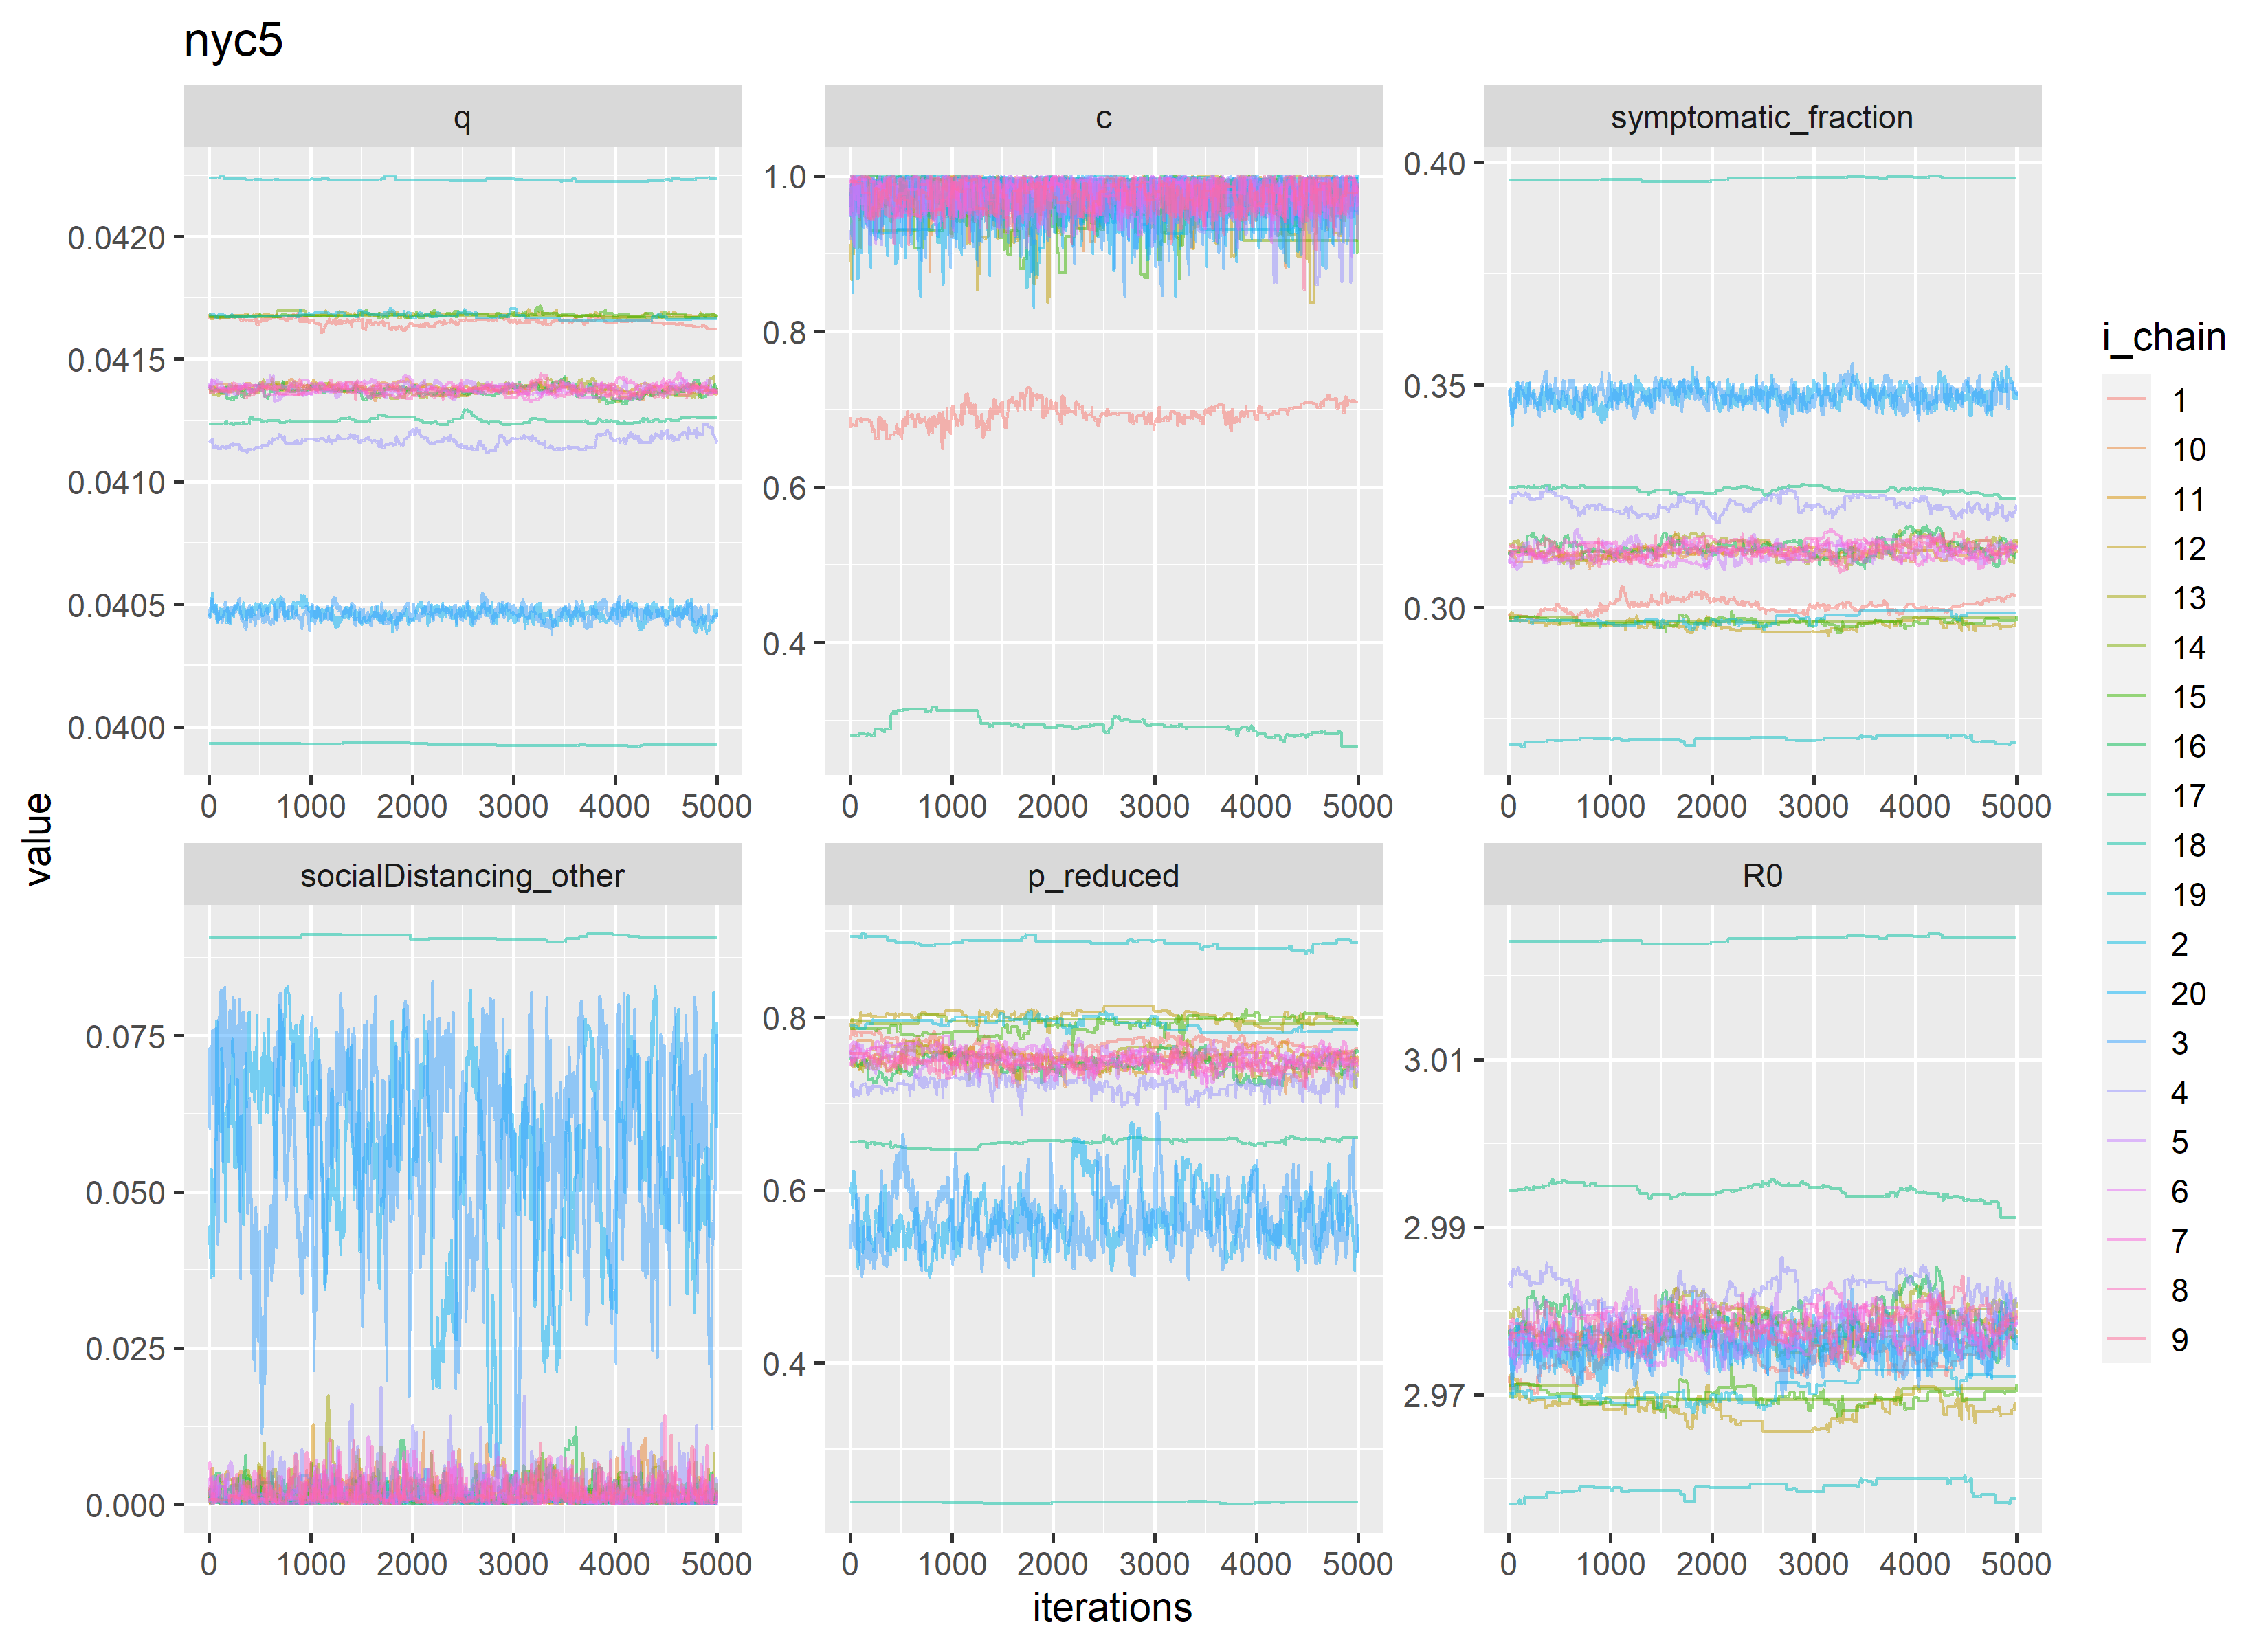 nyc5
q
c
symptomatic_fraction
0.0420
0.0415
0.0410
0.0405
0.0400
1.0
0.8
0.6
0.4
0.40
0.35
0.30
0 1000 2000 3000 4000 5000
0 1000 2000 3000 4000 5000
0 1000 2000 3000 4000 5000
socialDistancing_other
p_reduced
R0
0.075
0.050
0.025
0.000
0.8
0.6
0.4
3.01
2.99
2.97
0 1000 2000 3000 4000 5000
0 1000 2000 3000 4000 5000
0 1000 2000 3000 4000 5000
value
iterations
i_chain
1
10
11
12
13
14
15
16
17
18
19
2
20
3
4
5
6
7
8
9